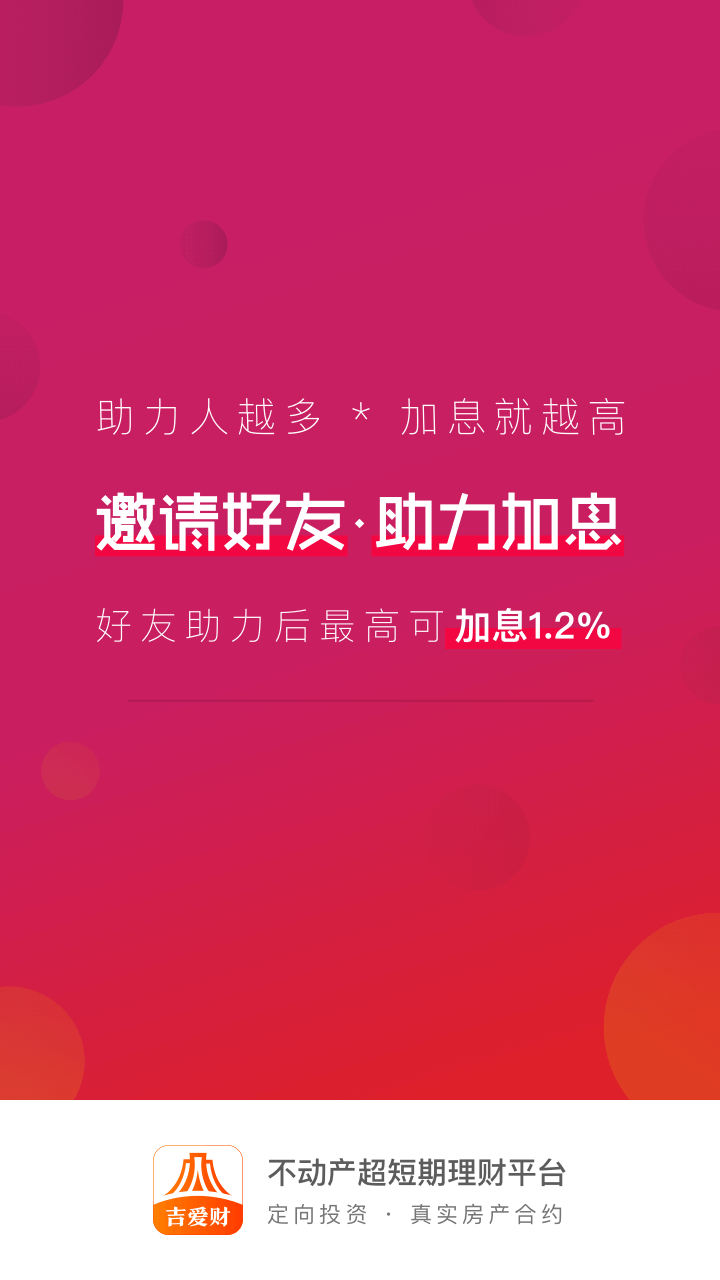 助力人越多 * 加息就越高
邀请好友·助力加息
好友助力后最高可加息1.2%
不动产超短期理财平台
定向投资 · 真实房产合约
吉爱财